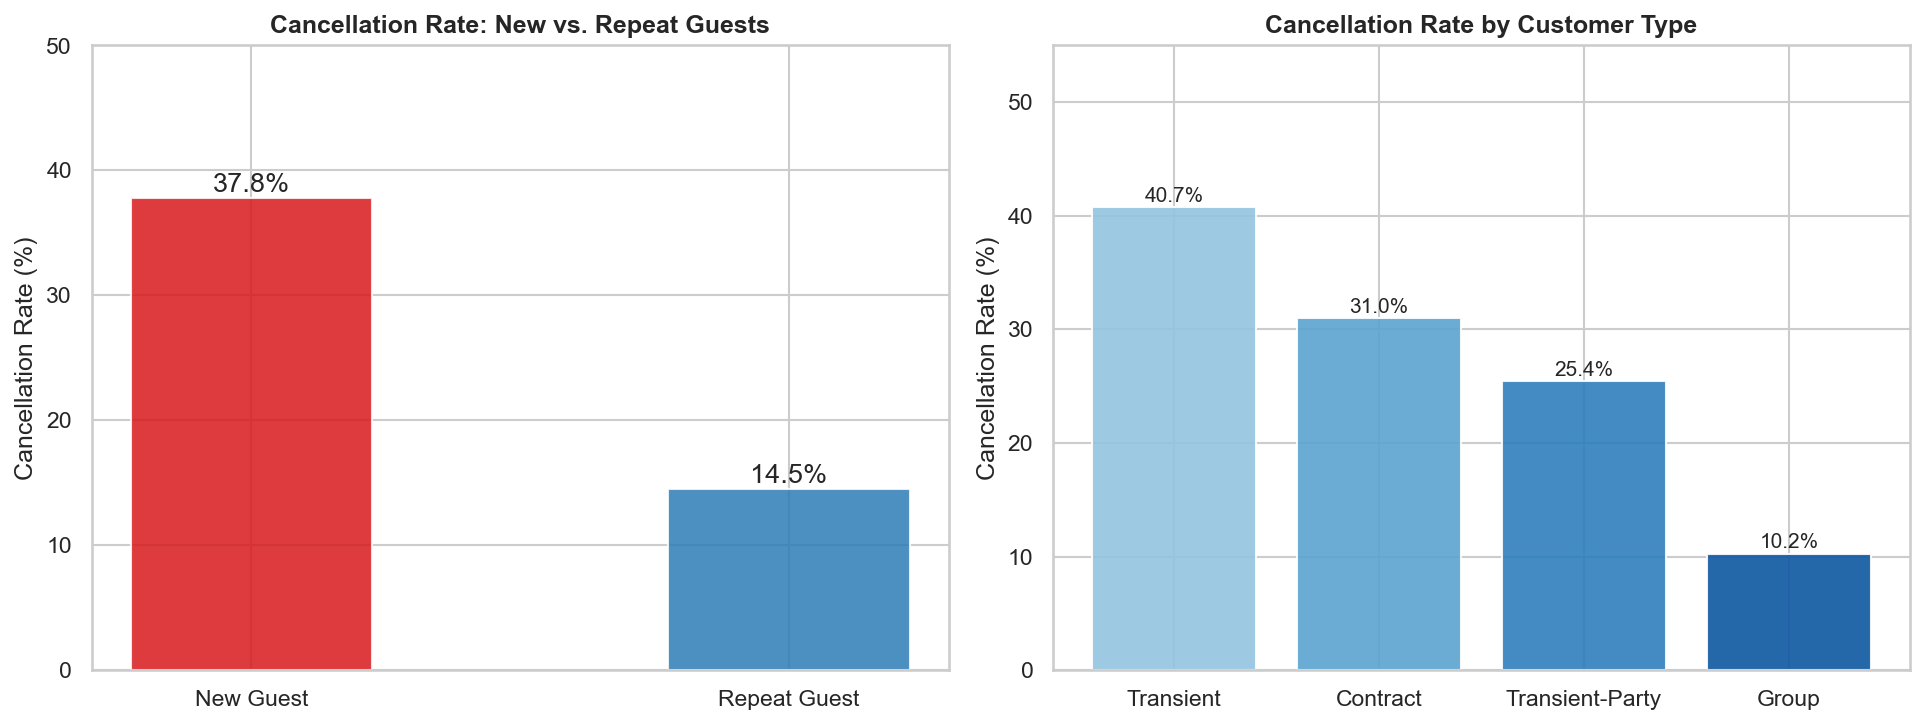 Cancellation Rate: New vs. Repeat Guests
Cancellation Rate (%)
50
40
30
20
10
0
37.8%
14.5%
New Guest
Repeat Guest
Cancellation Rate by Customer Type
Cancellation Rate (%)
50
40
30
20
10
0
40.7%
31.0%
25.4%
10.2%
Transient
Contract
Transient-Party
Group